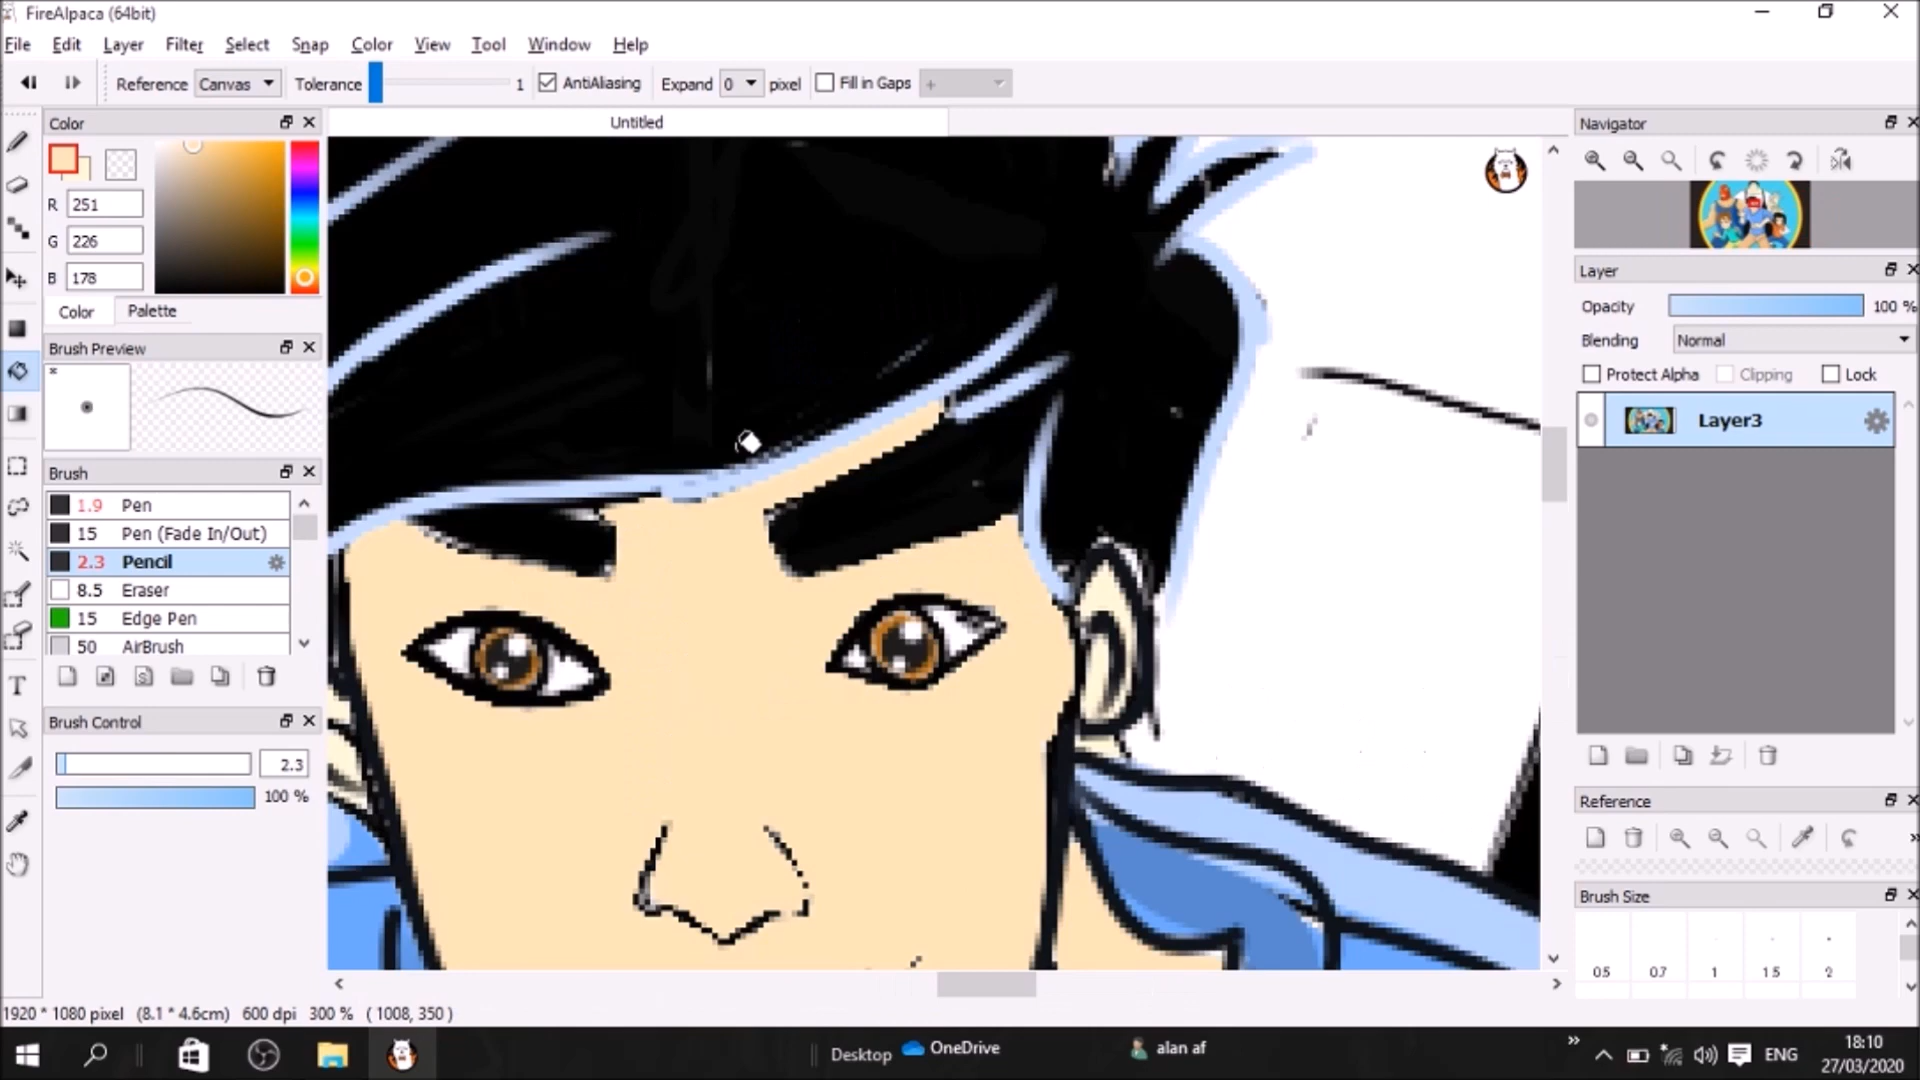 FireAlpaca (64bit)
File Edit Layer Filter Select Snap Color View Tool Window Help
Reference Canvas Tolerance 1 AntiAliasing Expand 0 pixel Fill in Gaps +
Color Untitled Navigator
R 251
G 226
B 178
Color Palette
Layer
Opacity 100 %
Brush Preview
Blending Normal
Protect Alpha Clipping Lock
Layer3
Brush
1.9 Pen
15 Pen (Fade In/Out)
2.3 Pencil
8.5 Eraser
15 Edge Pen
50 AirBrush
Brush Control
2.3
100 %
Reference
Brush Size
0.5 0.7 1 1.5 2
1920 * 1080 pixel (8.1 * 4.6cm) 600 dpi 300 % ( 1008, 350 )
Desktop OneDrive alan af ENG 18:10
27/03/2020